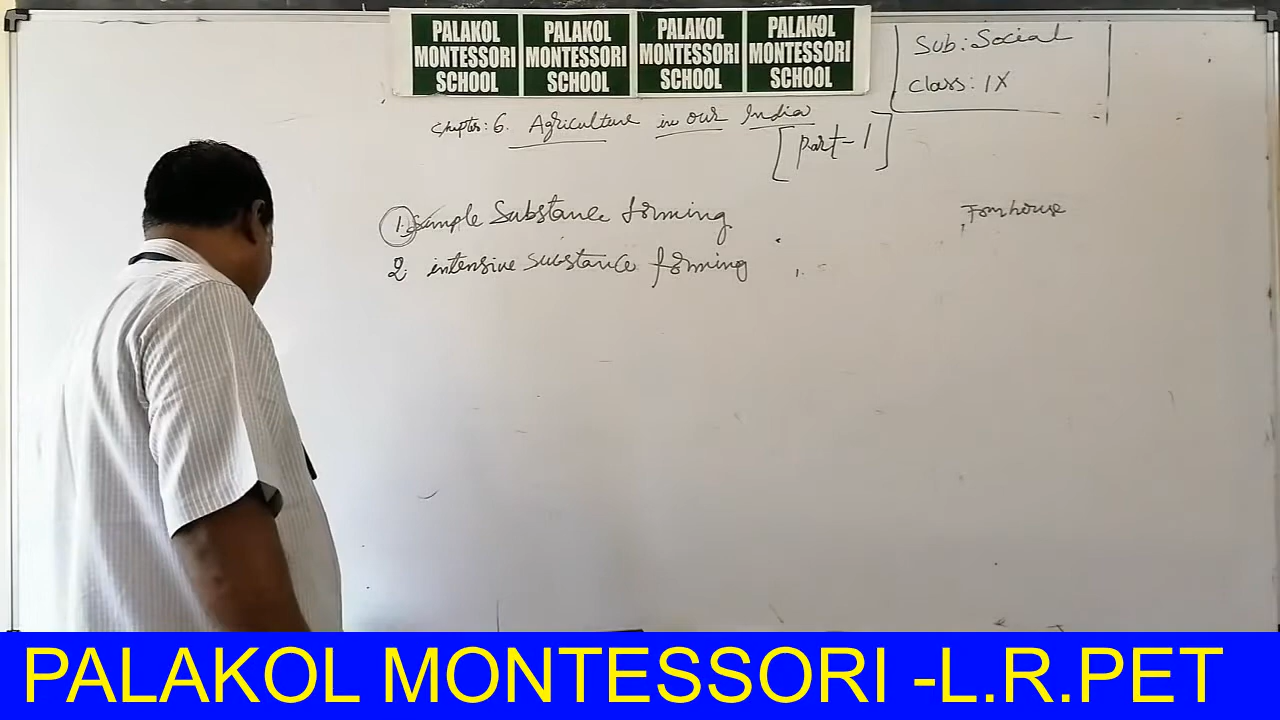 PALAKOL MONTESSORI SCHOOL PALAKOL MONTESSORI SCHOOL PALAKOL MONTESSORI SCHOOL PALAKOL MONTESSORI SCHOOL
Sub: Social
Class: IX
Chapter: 6. Agriculture in our India
[Part-1]
1. Simple Substance forming
Fomhouse
2. intensive substance forming
PALAKOL MONTESSORI -L.R.PET